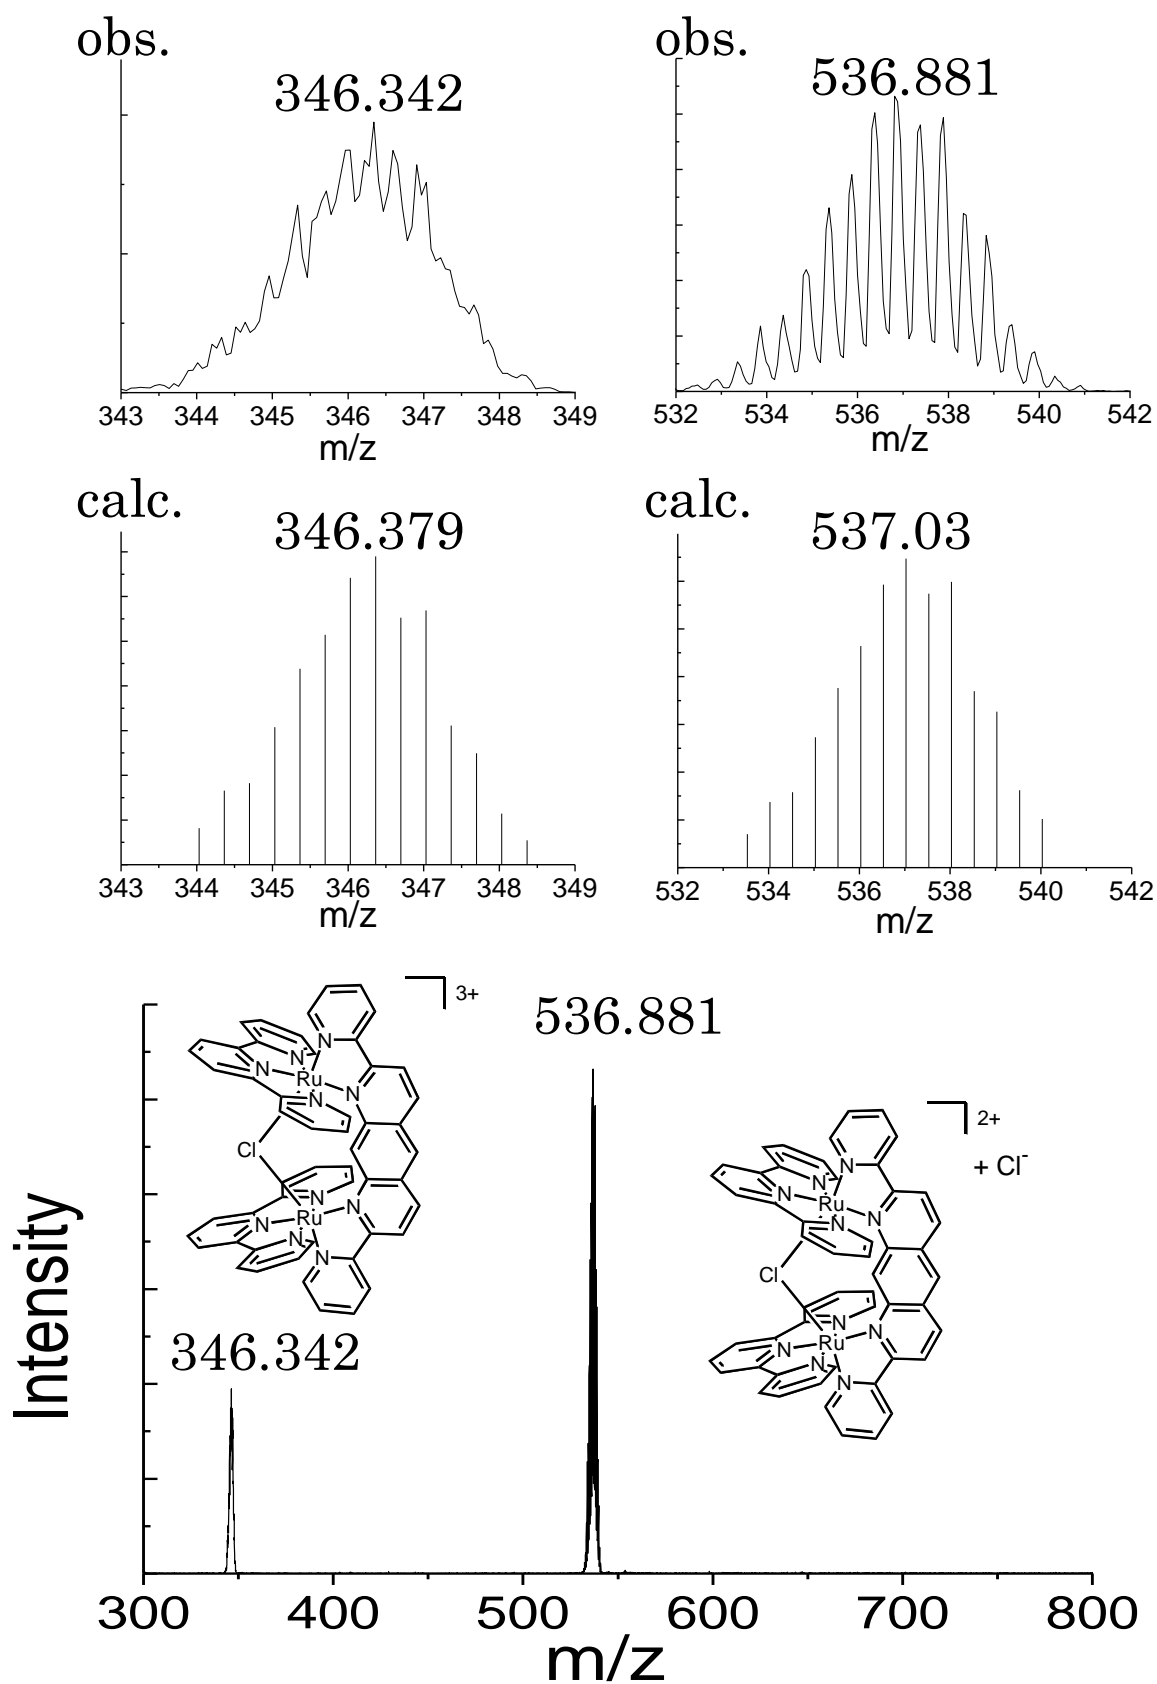 obs.
346.342
343 344 345 346 347 348 349
m/z
obs.
536.881
532 534 536 538 540 542
m/z
calc.
346.379
343 344 345 346 347 348 349
m/z
calc.
537.03
532 534 536 538 540 542
m/z
3+
N
N
N
Ru
N
N
Cl
N
N
N
Ru
N
N
536.881
2+
+ Cl-
N
N
N
Ru
N
N
Cl
N
N
N
Ru
N
N
346.342
Intensity
300 400 500 600 700 800
m/z